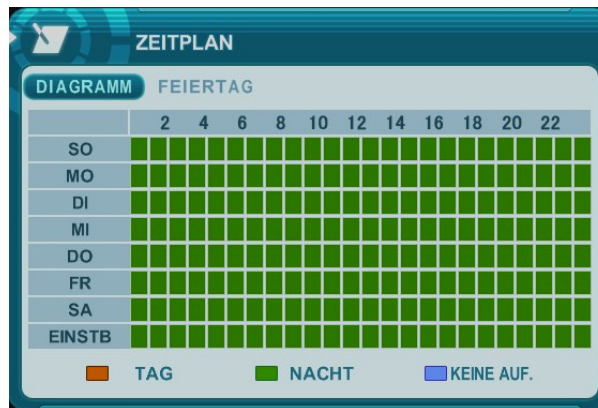 ZEITPLAN
DIAGRAMM FEIERTAG
2 4 6 8 10 12 14 16 18 20 22
SO
MO
DI
MI
DO
FR
SA
EINSTB
TAG NACHT KEINE AUF.